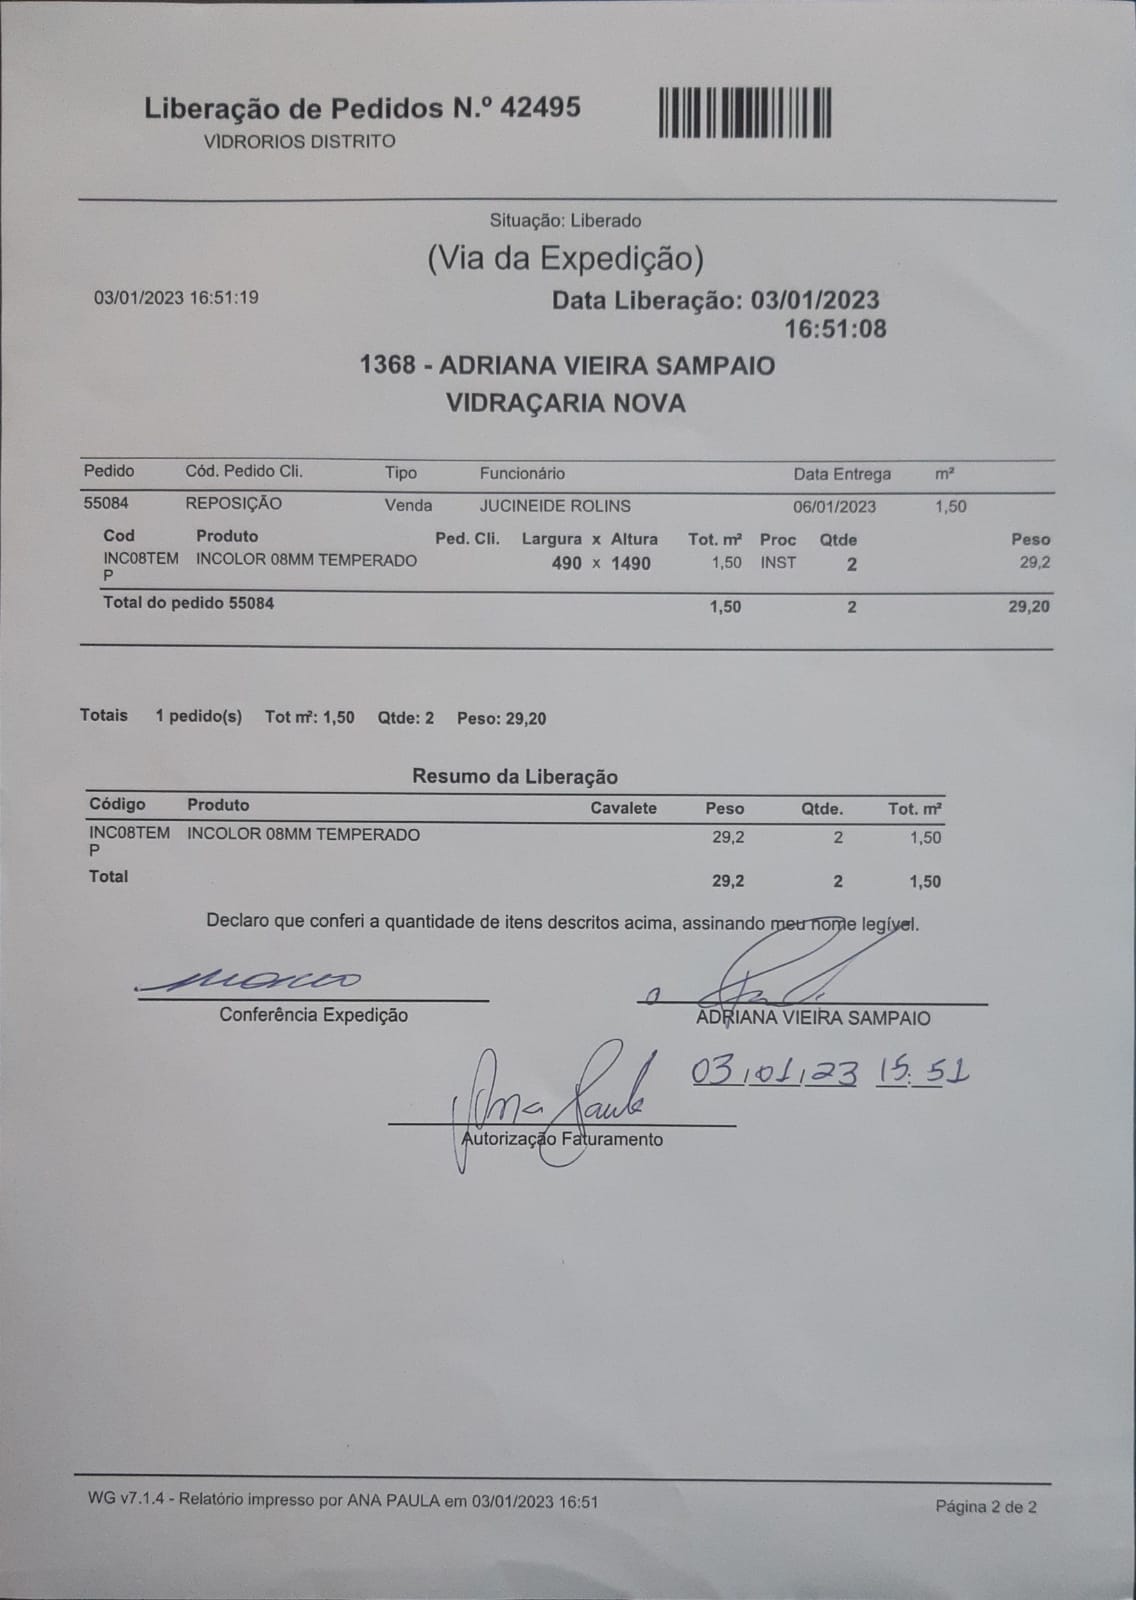 Liberação de Pedidos N.º 42495
VIDRORIOS DISTRITO
Situação: Liberado
(Via da Expedição)
03/01/2023 16:51:19
Data Liberação: 03/01/2023
16:51:08
1368 - ADRIANA VIEIRA SAMPAIO
VIDRAÇARIA NOVA
Pedido Cód. Pedido Cli. Tipo Funcionário Data Entrega m²
55084 REPOSIÇÃO Venda JUCINEIDE ROLINS 06/01/2023 1,50
Cod Produto Ped. Cli. Largura x Altura Tot. m² Proc Qtde Peso
INC08TEM INCOLOR 08MM TEMPERADO 490 x 1490 1,50 INST 2 29,2
P
Total do pedido 55084 1,50 2 29,20
Totais 1 pedido(s) Tot m²: 1,50 Qtde: 2 Peso: 29,20
Resumo da Liberação
Código Produto Cavalete Peso Qtde. Tot. m²
INC08TEM INCOLOR 08MM TEMPERADO 29,2 2 1,50
P
Total 29,2 2 1,50
Declaro que conferi a quantidade de itens descritos acima, assinando meu nome legível.
Conferência Expedição
ADRIANA VIEIRA SAMPAIO
03/01/23 15:51
Ana Paula
Autorização Faturamento
WG v7.1.4 - Relatório impresso por ANA PAULA em 03/01/2023 16:51
Página 2 de 2